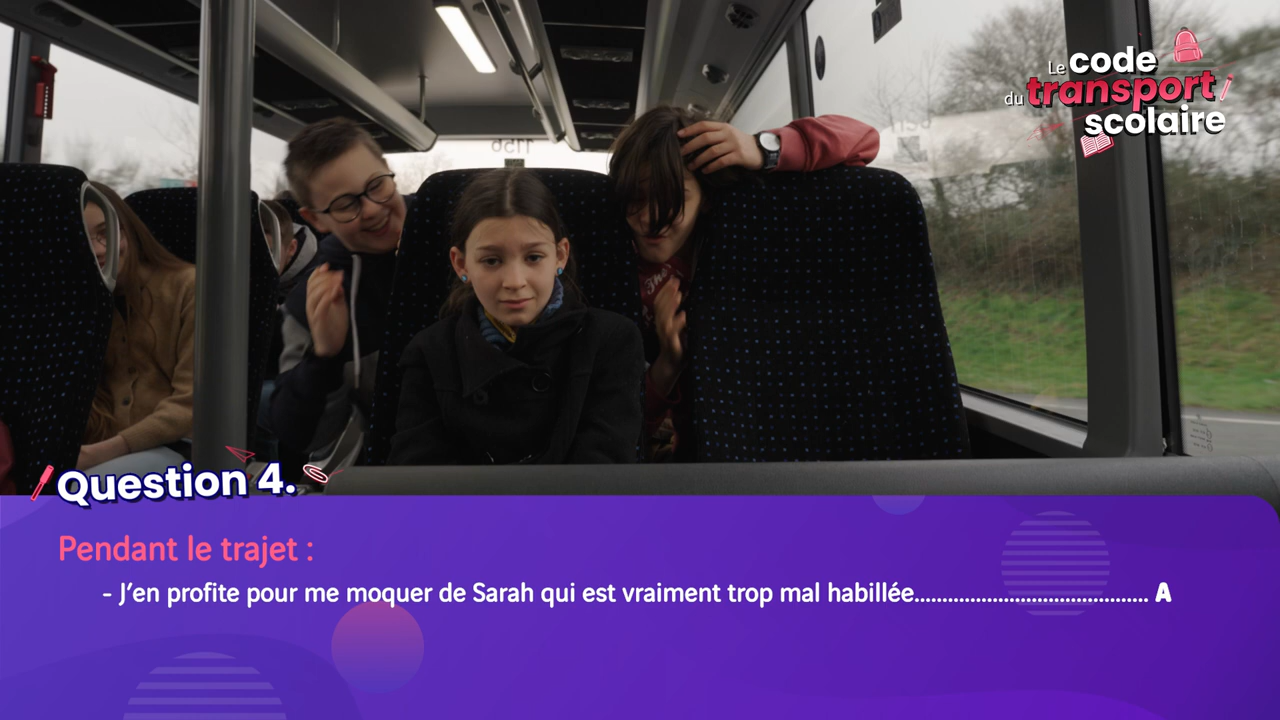 Le code
du transport
scolaire
Question 4.
Pendant le trajet :
- J’en profite pour me moquer de Sarah qui est vraiment trop mal habillée.......................................... A